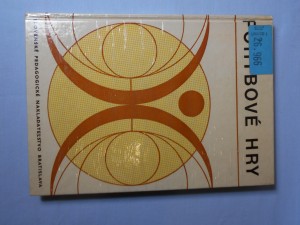 POHYBOVÉ HRY
SLOVENSKÉ PEDAGOGICKÉ NAKLADATEĽSTVO BRATISLAVA